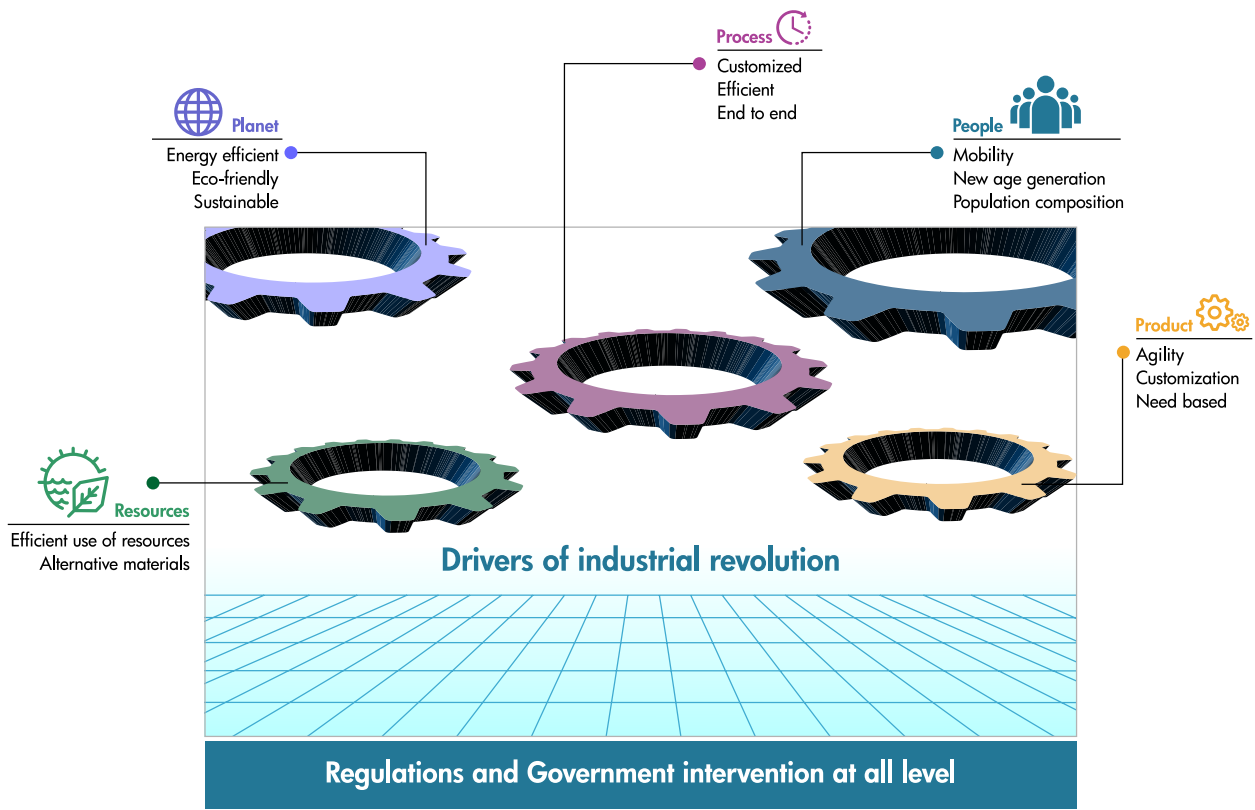 Process
Customized
Efficient
End to end
Planet
Energy efficient
Eco-friendly
Sustainable
People
Mobility
New age generation
Population composition
Product
Agility
Customization
Need based
Resources
Efficient use of resources
Alternative materials
Drivers of industrial revolution
Regulations and Government intervention at all level